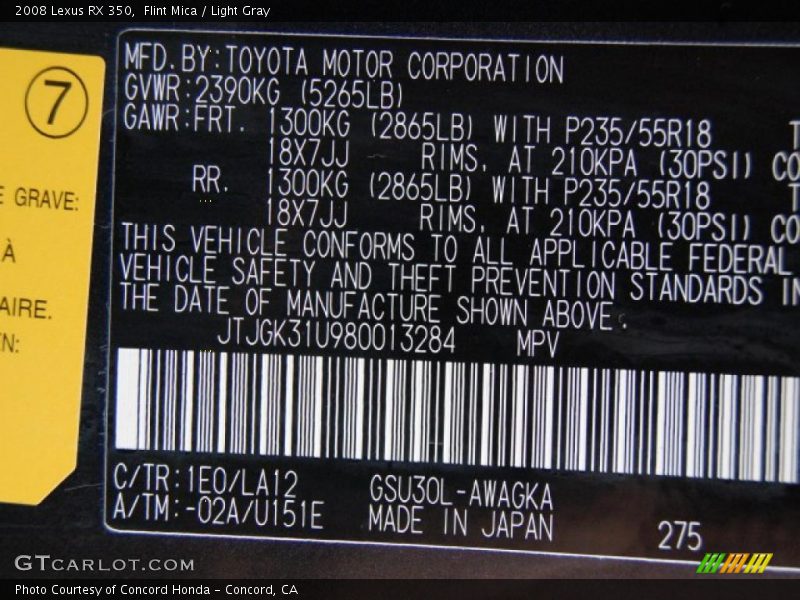 2008 Lexus RX 350, Flint Mica / Light Gray
7
E GRAVE:
À
AIRE.
EN:
MFD. BY: TOYOTA MOTOR CORPORATION
GVWR: 2390KG (5265LB)
GAWR: FRT. 1300KG (2865LB) WITH P235/55R18 T
18X7JJ RIMS, AT 210KPA (30PSI) CO
RR. 1300KG (2865LB) WITH P235/55R18 T
18X7JJ RIMS, AT 210KPA (30PSI) CO
THIS VEHICLE CONFORMS TO ALL APPLICABLE FEDERAL
VEHICLE SAFETY AND THEFT PREVENTION STANDARDS IN
THE DATE OF MANUFACTURE SHOWN ABOVE.
JTJGK31U980013284 MPV
C/TR: 1E0/LA12 GSU30L-AWAGKA
A/TM: -02A/U151E MADE IN JAPAN 275
GTCARLOT.COM
Photo Courtesy of Concord Honda - Concord, CA